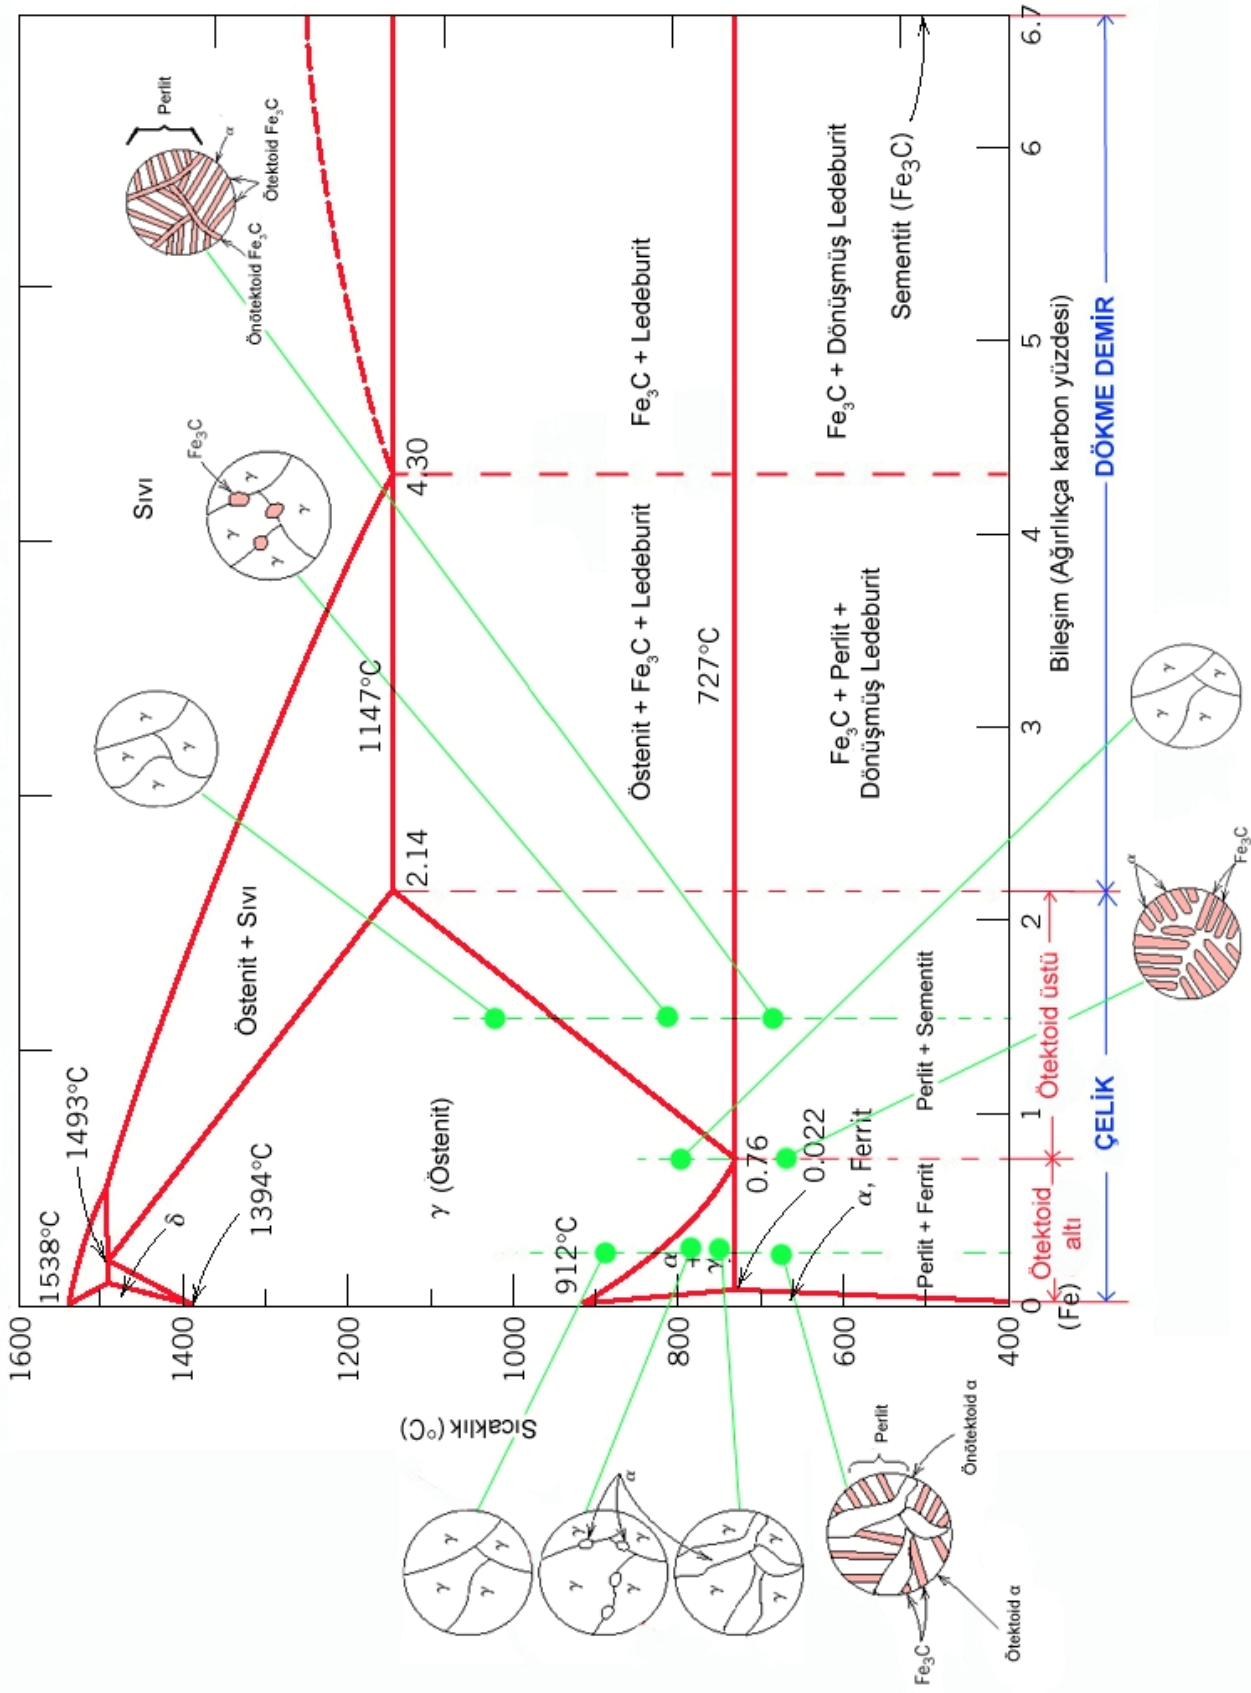 1600
1400
1200
1000
800
600
400
Sıcaklık (°C)
1538°C
1493°C
1394°C
δ
Sıvı
Östenit + Sıvı
1147°C
2.14
4.30
γ (Östenit)
912°C
α
+
γ
727°C
0.76
0.022
α, Ferrit
Östenit + Fe3C + Ledeburit
Fe3C + Ledeburit
Fe3C + Perlit +
Dönüşmüş Ledeburit
Fe3C + Dönüşmüş Ledeburit
Sementit (Fe3C)
Perlit + Ferrit
Perlit + Sementit
0
1
2
3
4
5
6
6.7
(Fe)
Bileşim (Ağırlıkça karbon yüzdesi)
Ötektoid
altı
Ötektoid üstü
ÇELİK
DÖKME DEMİR
γ
γ
γ
γ
γ
γ
γ
γ
Fe3C
γ
γ
γ
Perlit
α
Önötektoid Fe3C
Ötektoid Fe3C
γ
γ
γ
γ
γ
γ
γ
γ
α
γ
γ
γ
γ
Perlit
Önötektoid α
Fe3C
Ötektoid α
γ
γ
γ
γ
α
Fe3C